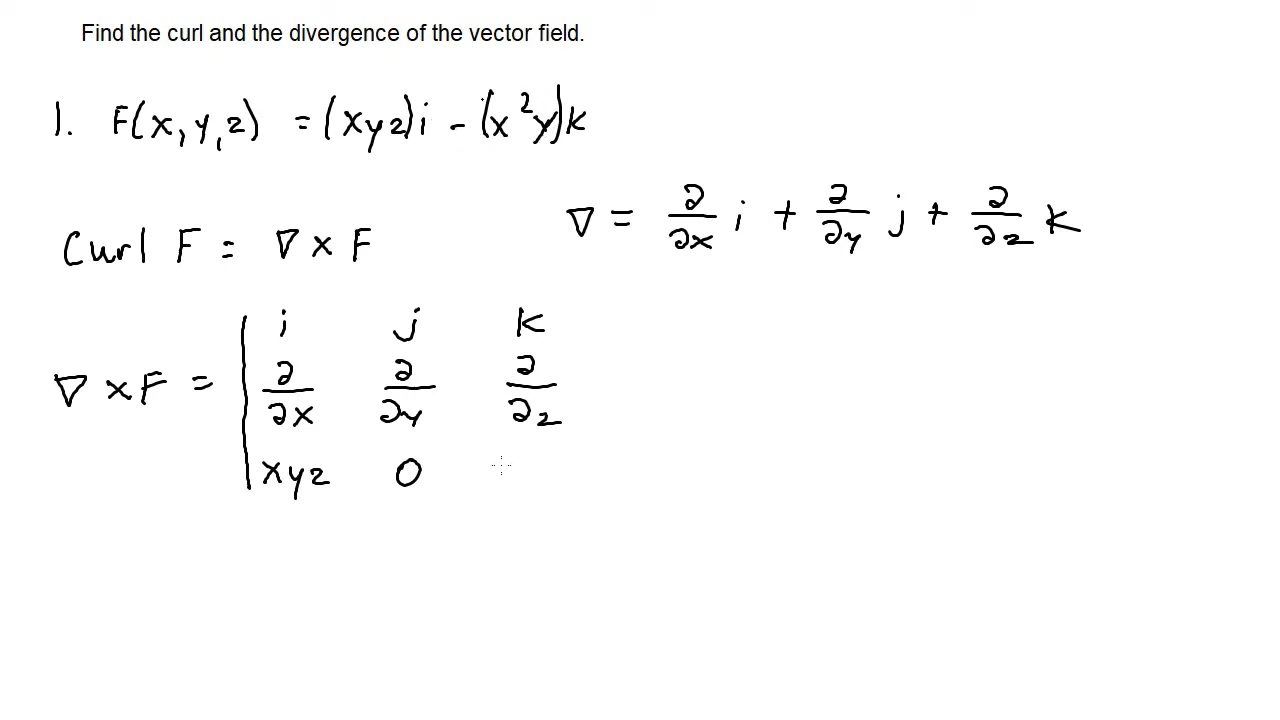 Find the curl and the divergence of the vector field.
1. F(x, y, z) = (xyz)i - (x²y)k
∇ = ∂/∂x i + ∂/∂y j + ∂/∂z k
Curl F = ∇ x F
i j k
∇ x F = | ∂/∂x ∂/∂y ∂/∂z
xyz 0